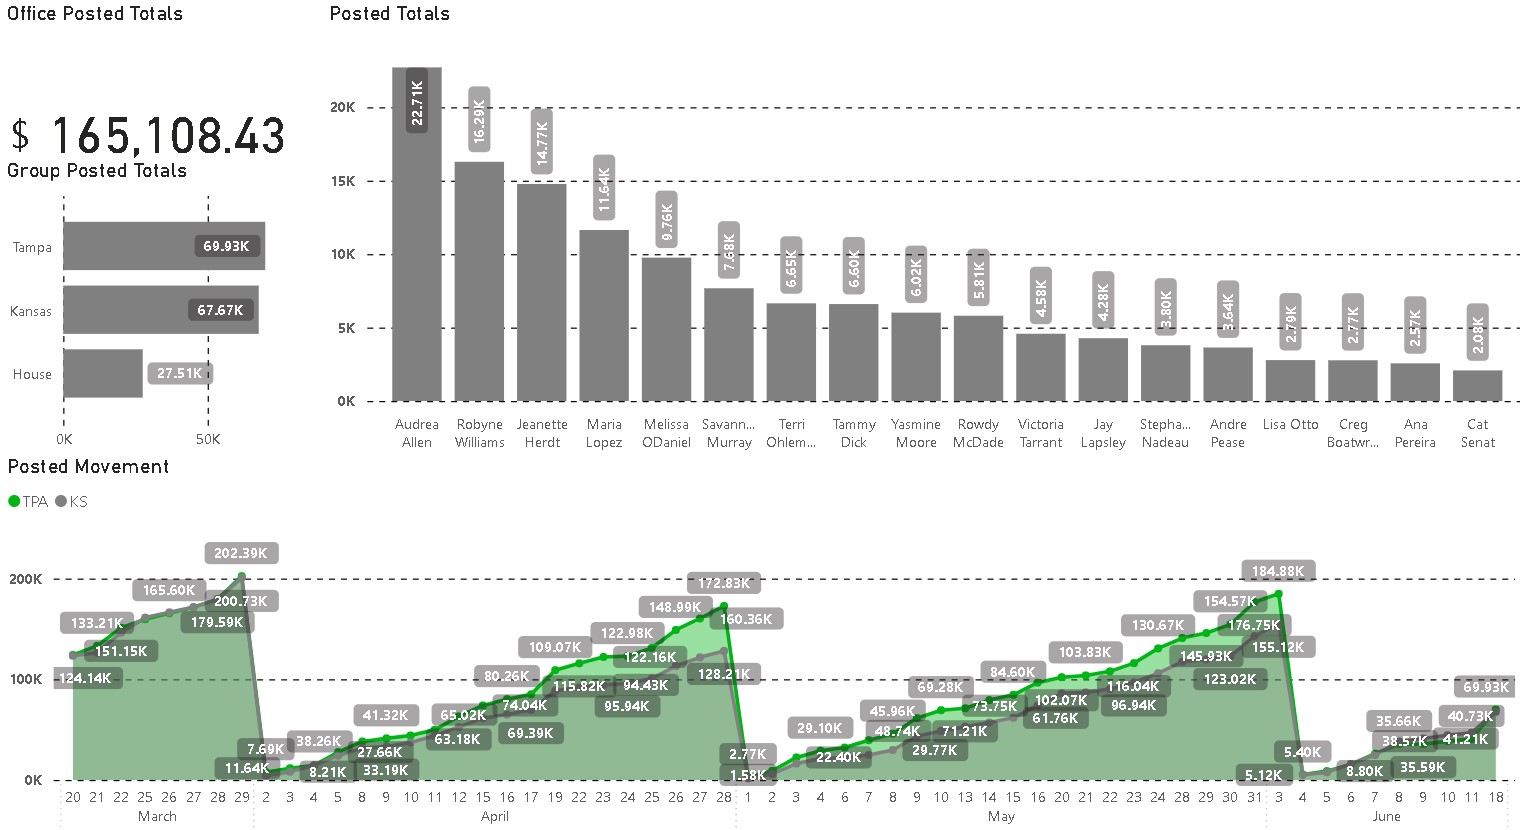 Office Posted Totals
$ 165,108.43
Group Posted Totals
Tampa
69.93K
Kansas
67.67K
House
27.51K
0K 50K
Posted Totals
20K
15K
10K
5K
0K
22.71K
16.29K
14.77K
11.64K
9.76K
7.68K
6.65K
6.60K
6.02K
5.81K
4.58K
4.28K
3.80K
3.64K
2.79K
2.77K
2.57K
2.08K
Audrea
Allen
Robyne
Williams
Jeanette
Herdt
Maria
Lopez
Melissa
ODaniel
Savann...
Murray
Terri
Ohlem...
Tammy
Dick
Yasmine
Moore
Rowdy
McDade
Victoria
Tarrant
Jay
Lapsley
Stepha...
Nadeau
Andre
Pease
Lisa Otto
Creg
Boatwr...
Ana
Pereira
Cat
Senat
Posted Movement
TPA KS
200K
100K
0K
124.14K
133.21K
151.15K
165.60K
179.59K
202.39K
200.73K
7.69K
11.64K
38.26K
8.21K
41.32K
27.66K
33.19K
65.02K
63.18K
80.26K
74.04K
69.39K
109.07K
115.82K
122.98K
122.16K
94.43K
95.94K
148.99K
172.83K
160.36K
128.21K
2.77K
1.58K
29.10K
22.40K
45.96K
48.74K
29.77K
69.28K
71.21K
84.60K
73.75K
61.76K
103.83K
102.07K
96.94K
116.04K
130.67K
145.93K
123.02K
154.57K
176.75K
184.88K
155.12K
5.12K
5.40K
8.80K
35.66K
38.57K
35.59K
40.73K
41.21K
69.93K
20 21 22 25 26 27 28 29 2 3 4 5 8 9 10 11 12 15 16 17 19 22 23 24 25 26 27 28 1 2 3 6 7 8 9 10 13 14 15 16 20 21 22 23 24 28 29 30 31 3 4 5 6 7 8 9 10 11 18
March April May June